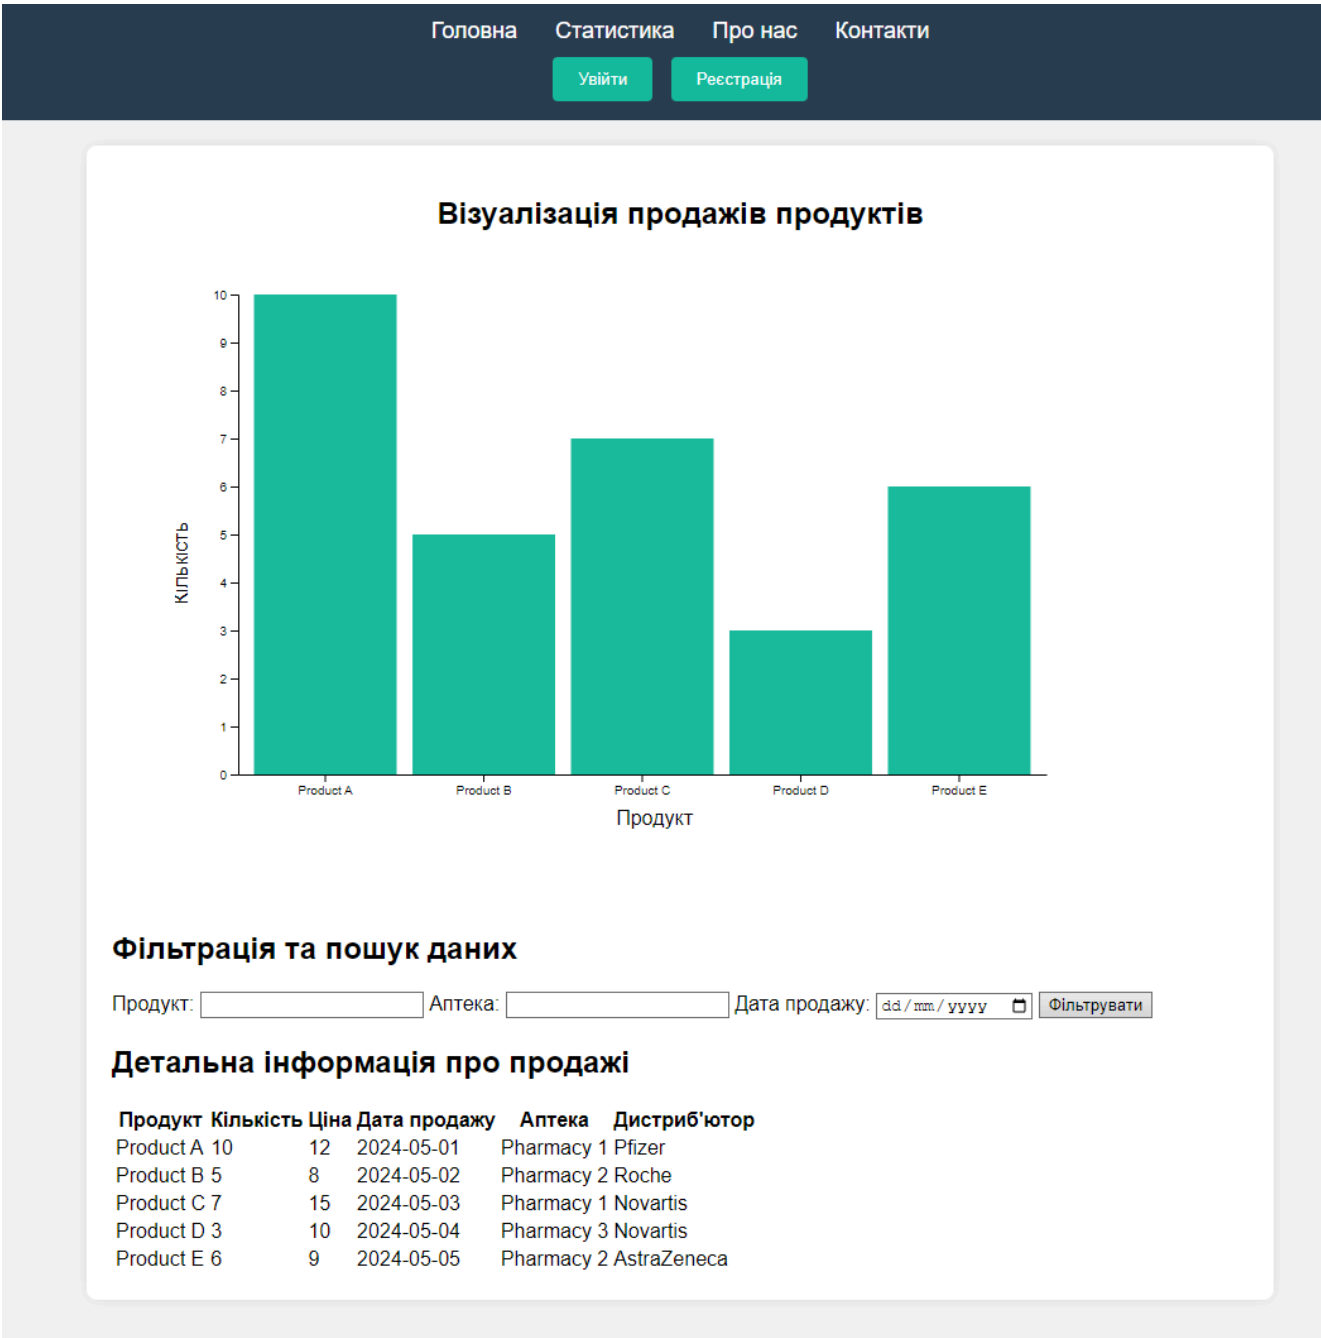 Головна Статистика Про нас Контакти
Увійти Реєстрація
Візуалізація продажів продуктів
10
9
8
7
6
5
4
3
2
1
0
Кількість
Product A Product B Product C Product D Product E
Продукт
Фільтрація та пошук даних
Продукт: Аптека: Дата продажу: dd/mm/yyyy Фільтрувати
Детальна інформація про продажі
Продукт Кількість Ціна Дата продажу Аптека Дистриб'ютор
Product A 10 12 2024-05-01 Pharmacy 1 Pfizer
Product B 5 8 2024-05-02 Pharmacy 2 Roche
Product C 7 15 2024-05-03 Pharmacy 1 Novartis
Product D 3 10 2024-05-04 Pharmacy 3 Novartis
Product E 6 9 2024-05-05 Pharmacy 2 AstraZeneca